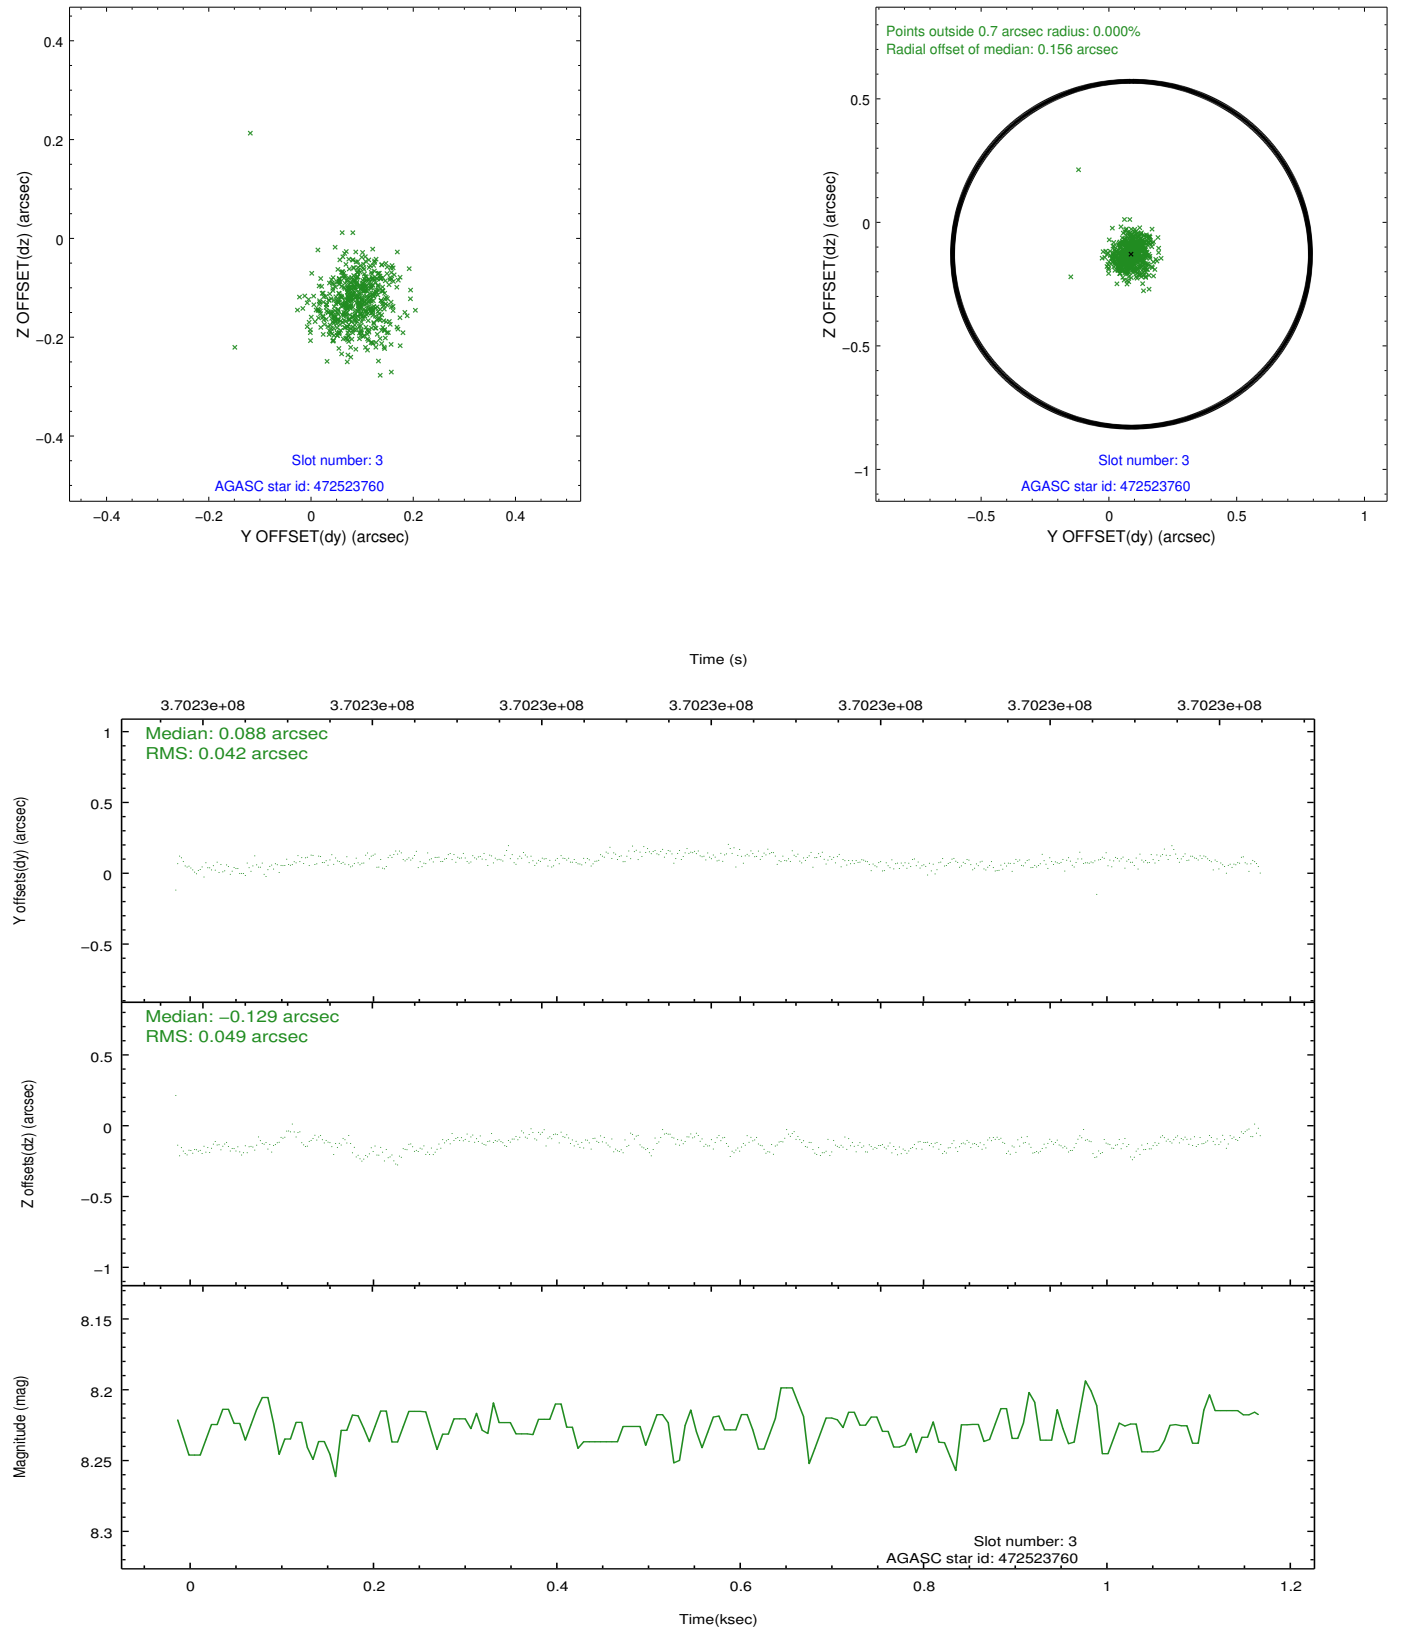 0.4
0.2
0
−0.2
−0.4
Z OFFSET(dz) (arcsec)
Slot number: 3
AGASC star id: 472523760
−0.4 −0.2 0 0.2 0.4
Y OFFSET(dy) (arcsec)
Points outside 0.7 arcsec radius: 0.000%
Radial offset of median: 0.156 arcsec
0.5
0
−0.5
−1
Z OFFSET(dz) (arcsec)
Slot number: 3
AGASC star id: 472523760
−0.5 0 0.5 1
Y OFFSET(dy) (arcsec)
Time (s)
3.7023e+08 3.7023e+08 3.7023e+08 3.7023e+08 3.7023e+08 3.7023e+08 3.7023e+08
Median: 0.088 arcsec
RMS: 0.042 arcsec
1
0.5
0
−0.5
Y offsets(dy) (arcsec)
Median: −0.129 arcsec
RMS: 0.049 arcsec
0.5
0
−0.5
−1
Z offsets(dz) (arcsec)
8.15
8.2
8.25
8.3
Magnitude (mag)
Slot number: 3
AGASC star id: 472523760
0 0.2 0.4 0.6 0.8 1 1.2
Time(ksec)